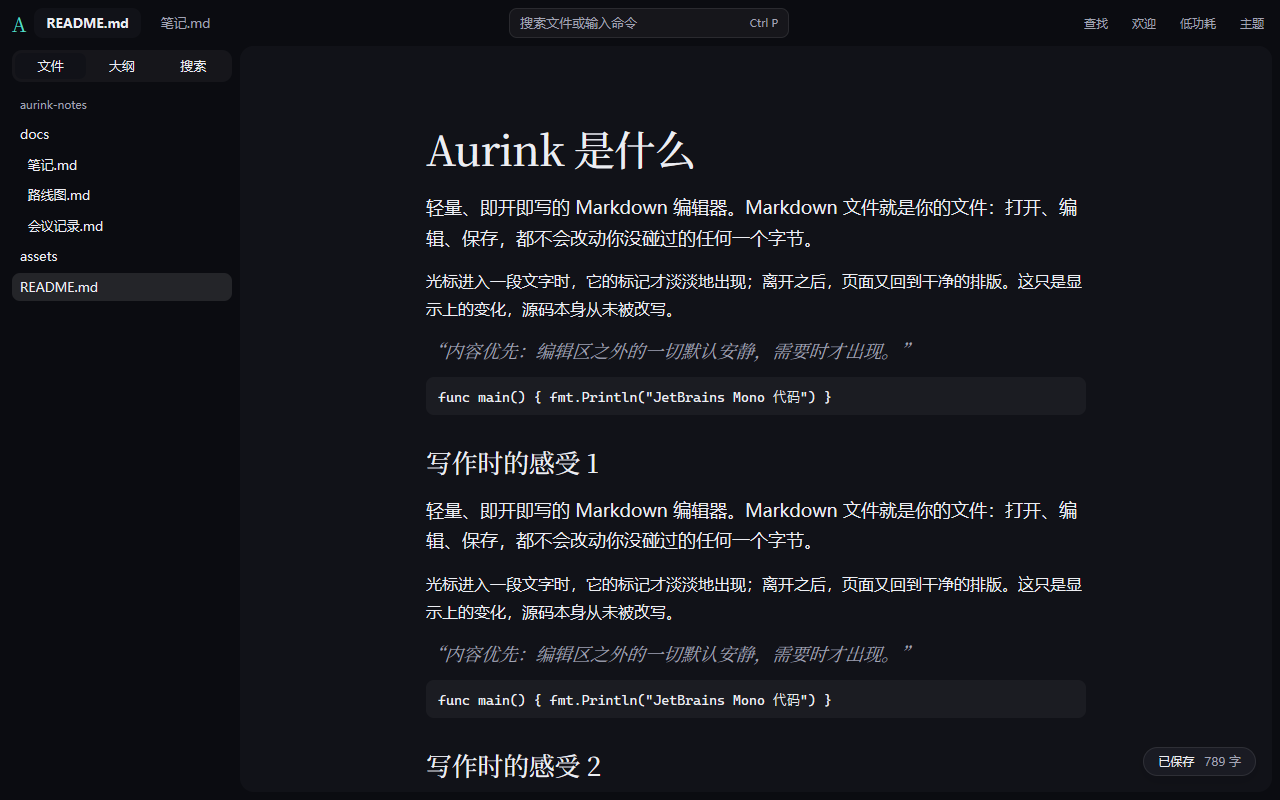 A README.md 笔记.md 搜索文件或输入命令 Ctrl P 查找 欢迎 低功耗 主题
文件 大纲 搜索
aurink-notes
docs
笔记.md
路线图.md
会议记录.md
assets
README.md
Aurink 是什么
轻量、即开即写的 Markdown 编辑器。Markdown 文件就是你的文件：打开、编
辑、保存，都不会改动你没碰过的任何一个字节。
光标进入一段文字时，它的标记才淡淡地出现；离开之后，页面又回到干净的排版。这只是显
示上的变化，源码本身从未被改写。
“内容优先：编辑区之外的一切默认安静，需要时才出现。”
func main() { fmt.Println("JetBrains Mono 代码") }
写作时的感受 1
轻量、即开即写的 Markdown 编辑器。Markdown 文件就是你的文件：打开、编
辑、保存，都不会改动你没碰过的任何一个字节。
光标进入一段文字时，它的标记才淡淡地出现；离开之后，页面又回到干净的排版。这只是显
示上的变化，源码本身从未被改写。
“内容优先：编辑区之外的一切默认安静，需要时才出现。”
func main() { fmt.Println("JetBrains Mono 代码") }
写作时的感受 2
已保存 789 字